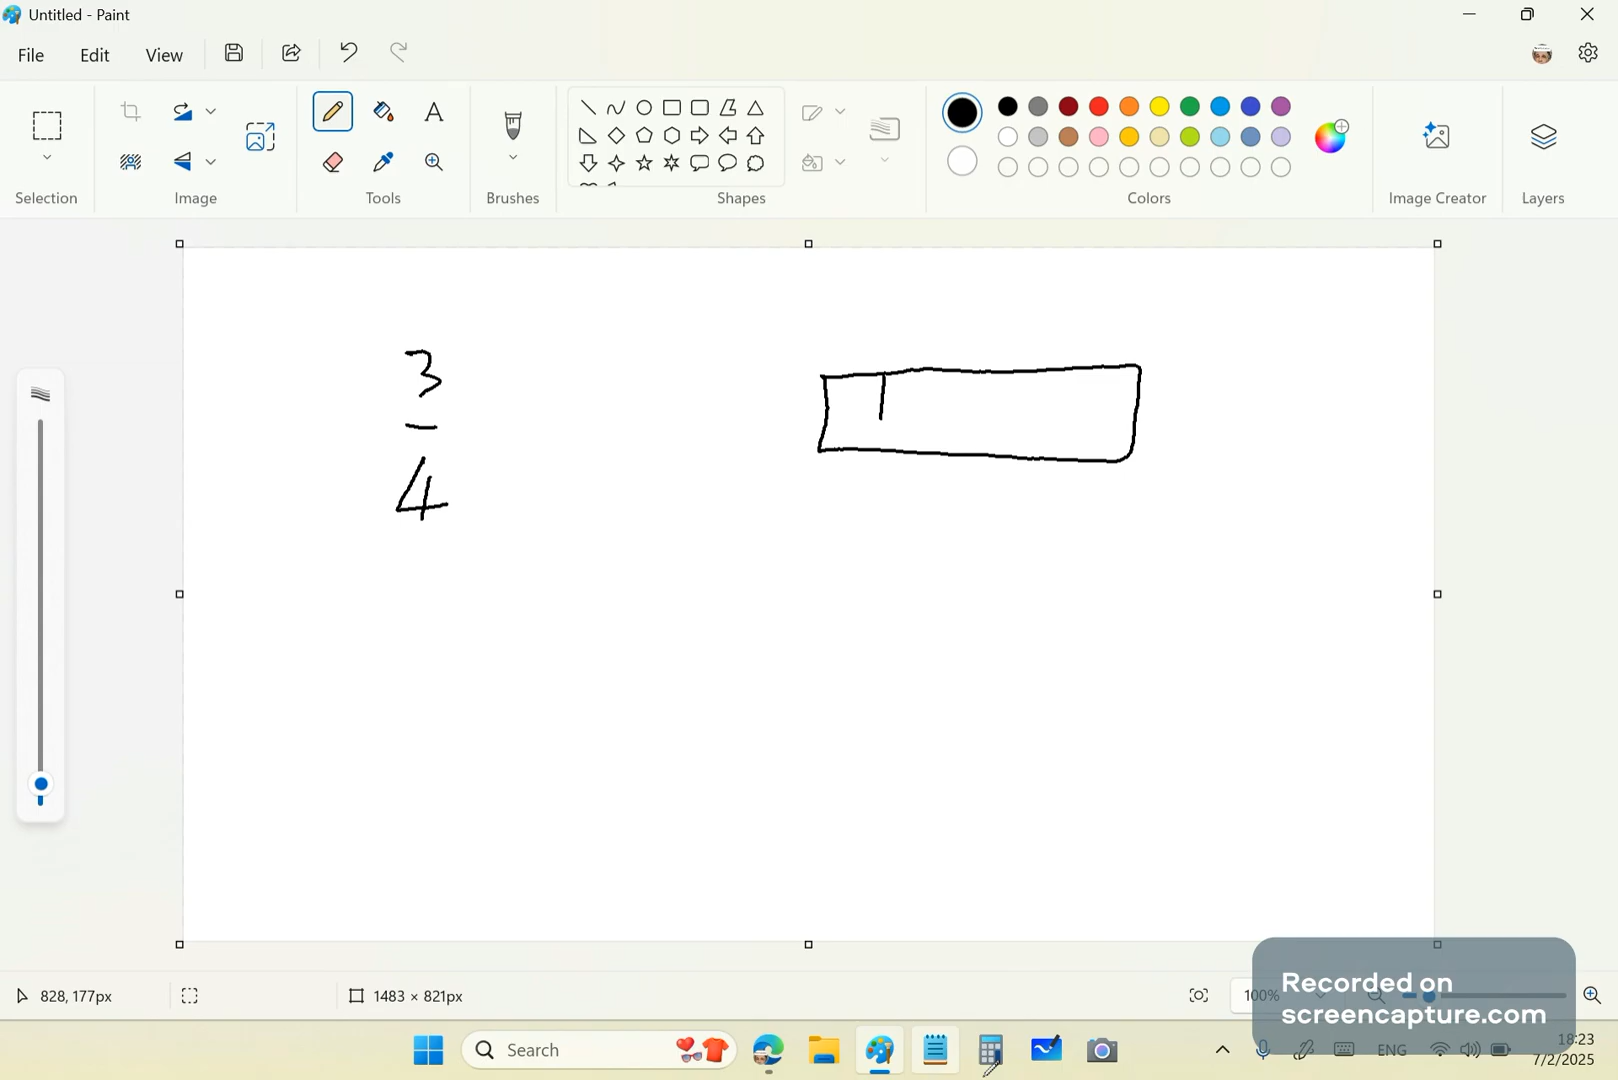 Untitled - Paint
File Edit View
Selection Image Tools Brushes Shapes Colors Image Creator Layers
3
4
828, 177px 1483 × 821px 100%
Recorded on
screencapture.com
Search ENG 18:23
7/2/2025